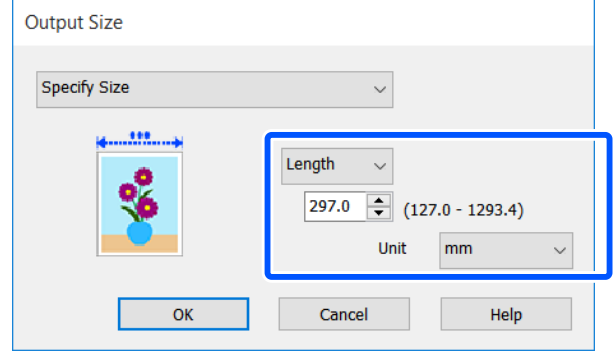 Output Size
Specify Size
Length
297.0 (127.0 - 1293.4)
Unit mm
OK Cancel Help